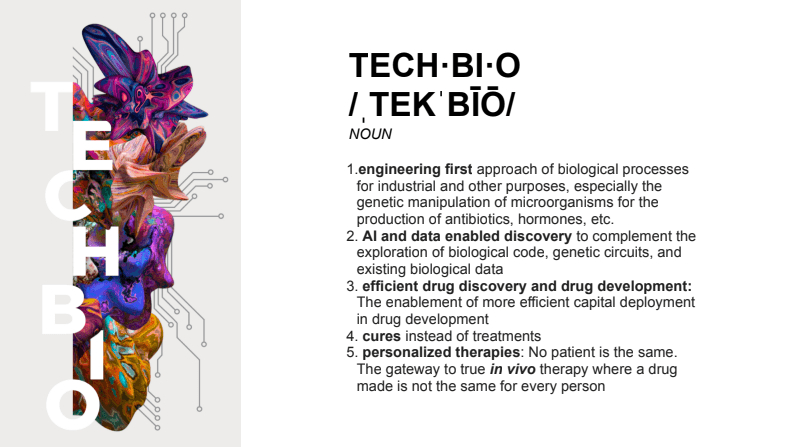 TECHBIO
TECH·BI·O
/ˌTEKˈBĪŌ/
NOUN
1.engineering first approach of biological processes
for industrial and other purposes, especially the
genetic manipulation of microorganisms for the
production of antibiotics, hormones, etc.
2. AI and data enabled discovery to complement the
exploration of biological code, genetic circuits, and
existing biological data
3. efficient drug discovery and drug development:
The enablement of more efficient capital deployment
in drug development
4. cures instead of treatments
5. personalized therapies: No patient is the same.
The gateway to true in vivo therapy where a drug
made is not the same for every person